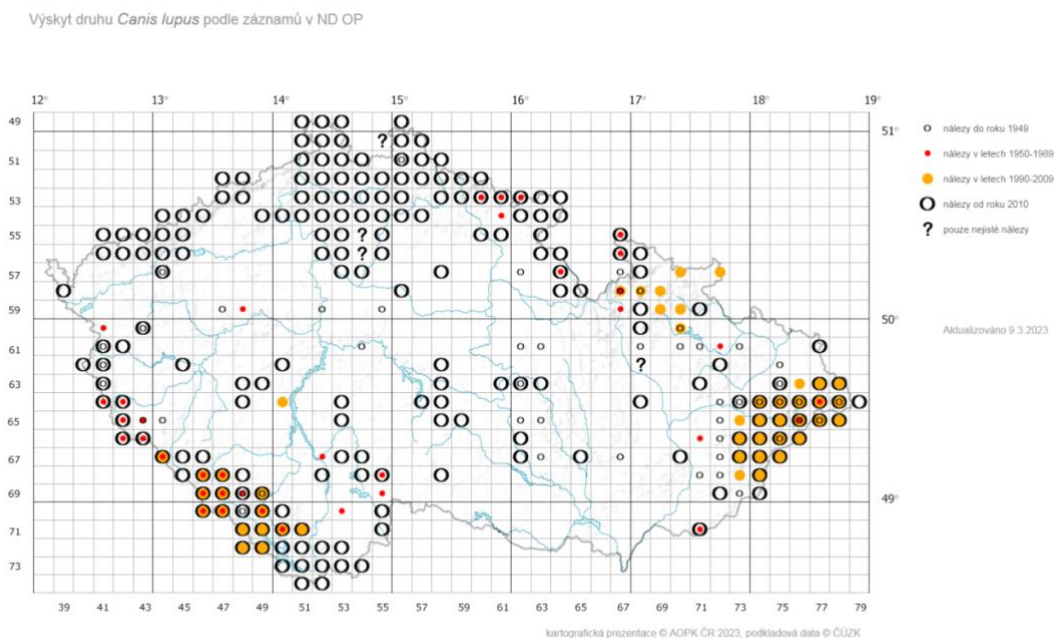 Výskyt druhu Canis lupus podle záznamů v ND OP
12° 13° 14° 15° 16° 17° 18° 19°
49
51°
nálezy do roku 1949
?
51
nálezy v letech 1950-1989
nálezy v letech 1990-2009
53
nálezy od roku 2010
55
?
? pouze nejisté nálezy
?
57
59
50°
Aktualizováno 9.3.2023
61
?
63
65
67
69
49°
71
73
39 41 43 45 47 49 51 53 55 57 59 61 63 65 67 69 71 73 75 77 79
kartografická prezentace © AOPK ČR 2023, podkladová data © ČÚZK